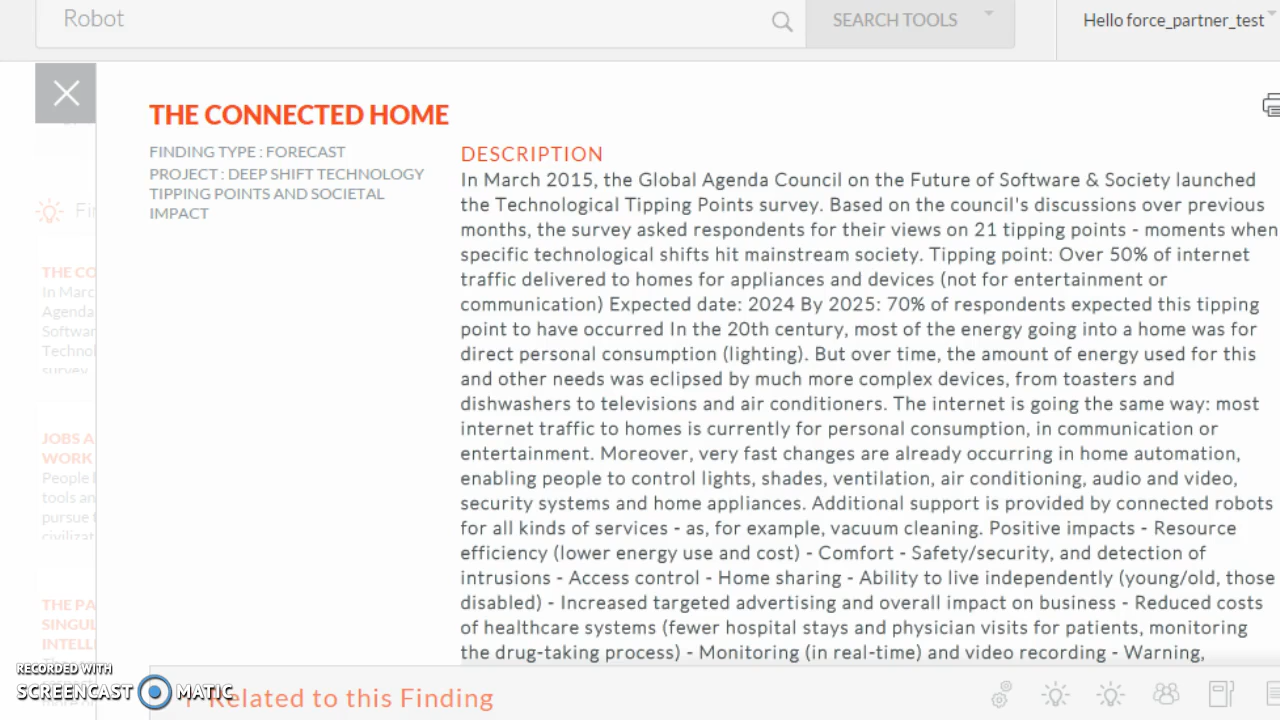 Robot
SEARCH TOOLS
Hello force_partner_test
THE CONNECTED HOME
FINDING TYPE : FORECAST
PROJECT : DEEP SHIFT TECHNOLOGY
TIPPING POINTS AND SOCIETAL
IMPACT
DESCRIPTION
In March 2015, the Global Agenda Council on the Future of Software & Society launched
the Technological Tipping Points survey. Based on the council's discussions over previous
months, the survey asked respondents for their views on 21 tipping points - moments when
specific technological shifts hit mainstream society. Tipping point: Over 50% of internet
traffic delivered to homes for appliances and devices (not for entertainment or
communication) Expected date: 2024 By 2025: 70% of respondents expected this tipping
point to have occurred In the 20th century, most of the energy going into a home was for
direct personal consumption (lighting). But over time, the amount of energy used for this
and other needs was eclipsed by much more complex devices, from toasters and
dishwashers to televisions and air conditioners. The internet is going the same way: most
internet traffic to homes is currently for personal consumption, in communication or
entertainment. Moreover, very fast changes are already occurring in home automation,
enabling people to control lights, shades, ventilation, air conditioning, audio and video,
security systems and home appliances. Additional support is provided by connected robots
for all kinds of services - as, for example, vacuum cleaning. Positive impacts - Resource
efficiency (lower energy use and cost) - Comfort - Safety/security, and detection of
intrusions - Access control - Home sharing - Ability to live independently (young/old, those
disabled) - Increased targeted advertising and overall impact on business - Reduced costs
of healthcare systems (fewer hospital stays and physician visits for patients, monitoring
the drug-taking process) - Monitoring (in real-time) and video recording - Warning,
Fin
THE CO
In Marc
Agenda
Softwar
Technol
survey
JOBS A
WORK
People
tools an
pursue t
civilizat
THE PA
SINGUL
INTELL
RECORDED WITH
SCREENCAST MATIC
Related to this Finding